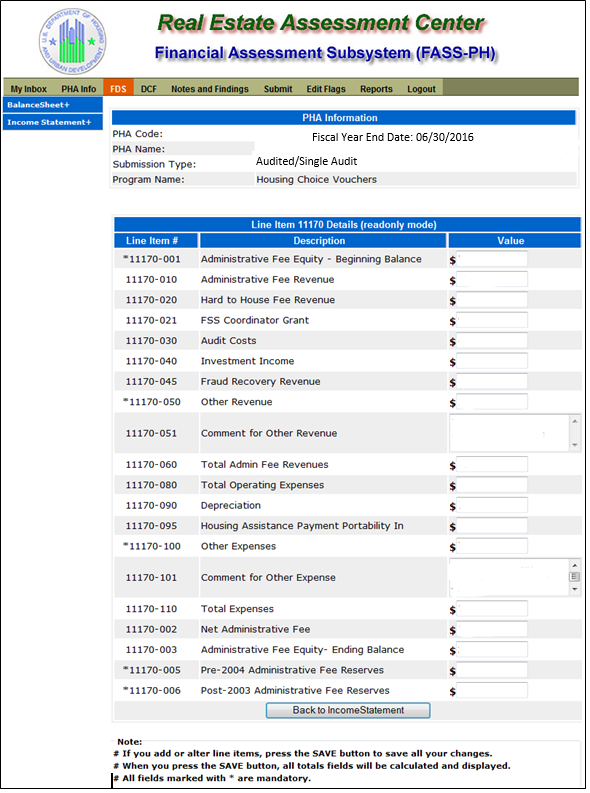 U.S. DEPARTMENT OF HOUSING AND URBAN DEVELOPMENT
Real Estate Assessment Center
Financial Assessment Subsystem (FASS-PH)
My Inbox PHA Info FDS DCF Notes and Findings Submit Edit Flags Reports Logout
BalanceSheet+
Income Statement+
PHA Information
PHA Code: Fiscal Year End Date: 06/30/2016
PHA Name:
Submission Type: Audited/Single Audit
Program Name: Housing Choice Vouchers
Line Item 11170 Details (readonly mode)
Line Item # Description Value
*11170-001 Administrative Fee Equity - Beginning Balance $
11170-010 Administrative Fee Revenue $
11170-020 Hard to House Fee Revenue $
11170-021 FSS Coordinator Grant $
11170-030 Audit Costs $
11170-040 Investment Income $
11170-045 Fraud Recovery Revenue $
*11170-050 Other Revenue $
11170-051 Comment for Other Revenue
11170-060 Total Admin Fee Revenues $
11170-080 Total Operating Expenses $
11170-090 Depreciation $
11170-095 Housing Assistance Payment Portability In $
*11170-100 Other Expenses $
11170-101 Comment for Other Expense
11170-110 Total Expenses $
11170-002 Net Administrative Fee $
11170-003 Administrative Fee Equity- Ending Balance $
*11170-005 Pre-2004 Administrative Fee Reserves $
*11170-006 Post-2003 Administrative Fee Reserves $
Back to IncomeStatement
Note:
# If you add or alter line items, press the SAVE button to save all your changes.
# When you press the SAVE button, all totals fields will be calculated and displayed.
# All fields marked with * are mandatory.